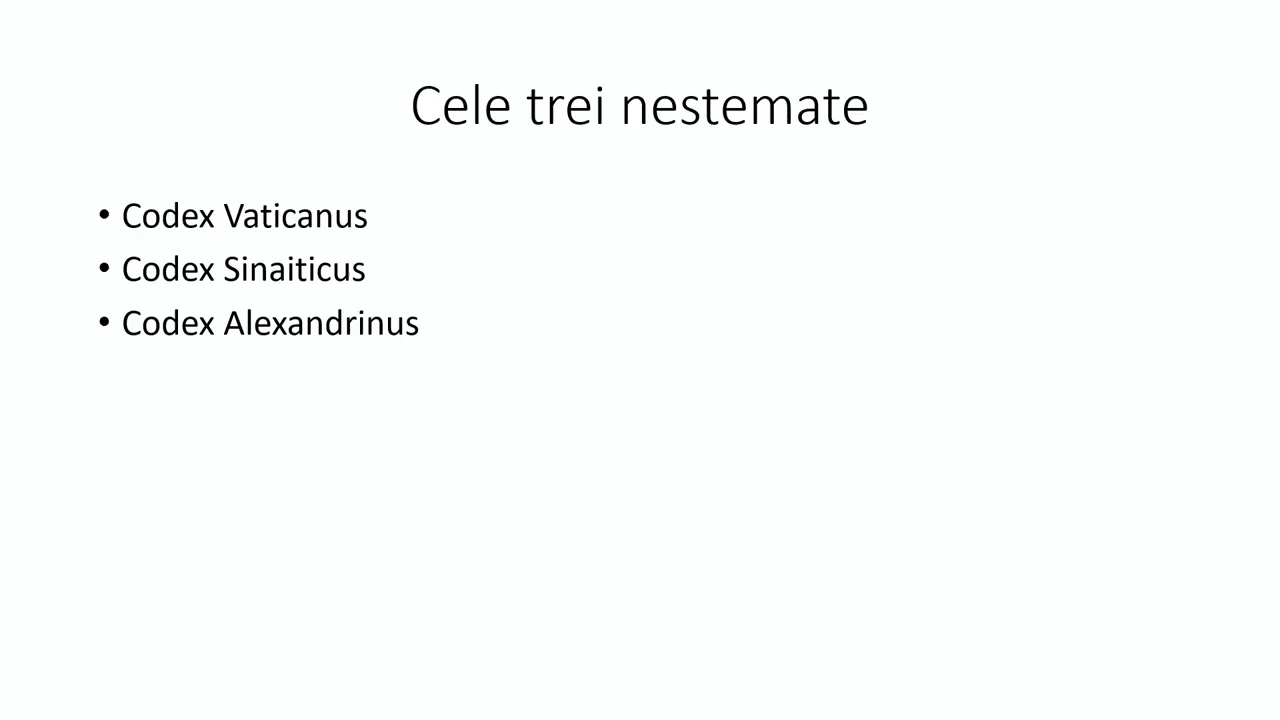 Cele trei nestemate
• Codex Vaticanus
• Codex Sinaiticus
• Codex Alexandrinus